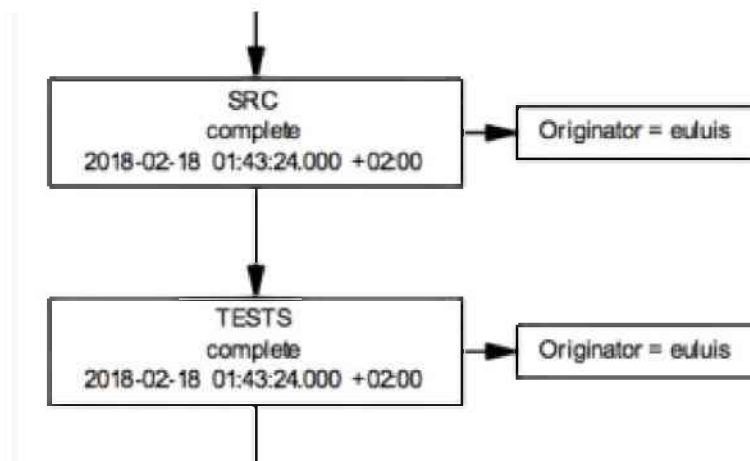 SRC
complete
2018-02-18 01:43:24.000 +02:00
Originator = euluis
TESTS
complete
2018-02-18 01:43:24.000 +02:00
Originator = euluis